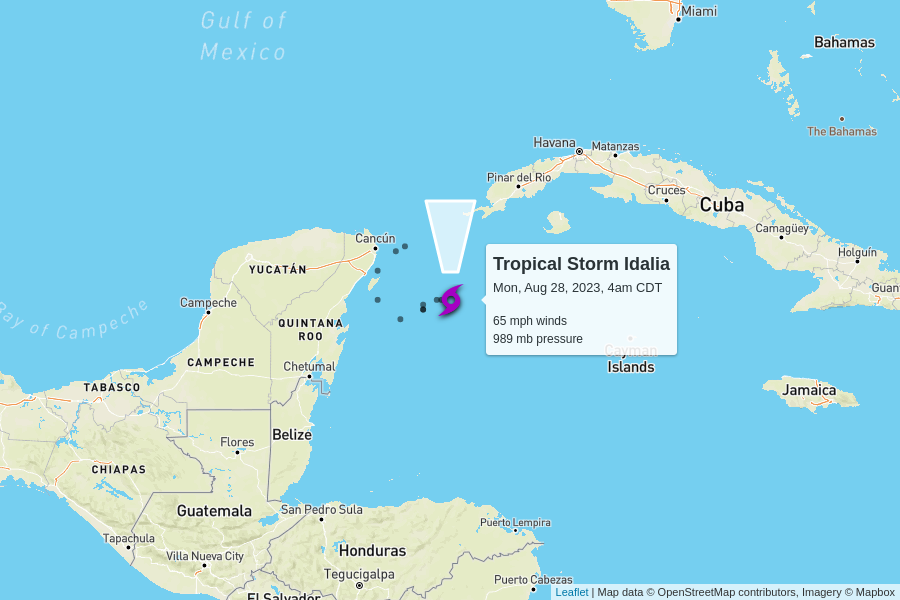 Gulf of
Mexico
Miami
Bahamas
The Bahamas
Havana
Matanzas
Pinar del Rio
Cruces
Cuba
Camagüey
Holguín
Guan
Cancún
YUCATÁN
Tropical Storm Idalia
Mon, Aug 28, 2023, 4am CDT
65 mph winds
989 mb pressure
Campeche
Bay of Campeche
QUINTANA
ROO
Cayman
Islands
CAMPECHE
Chetumal
TABASCO
Jamaica
Belize
Flores
CHIAPAS
Guatemala
San Pedro Sula
Puerto Lempira
Tapachula
Villa Nueva City
Honduras
Tegucigalpa
Puerto Cabezas
El Salvador
Leaflet | Map data © OpenStreetMap contributors, Imagery © Mapbox